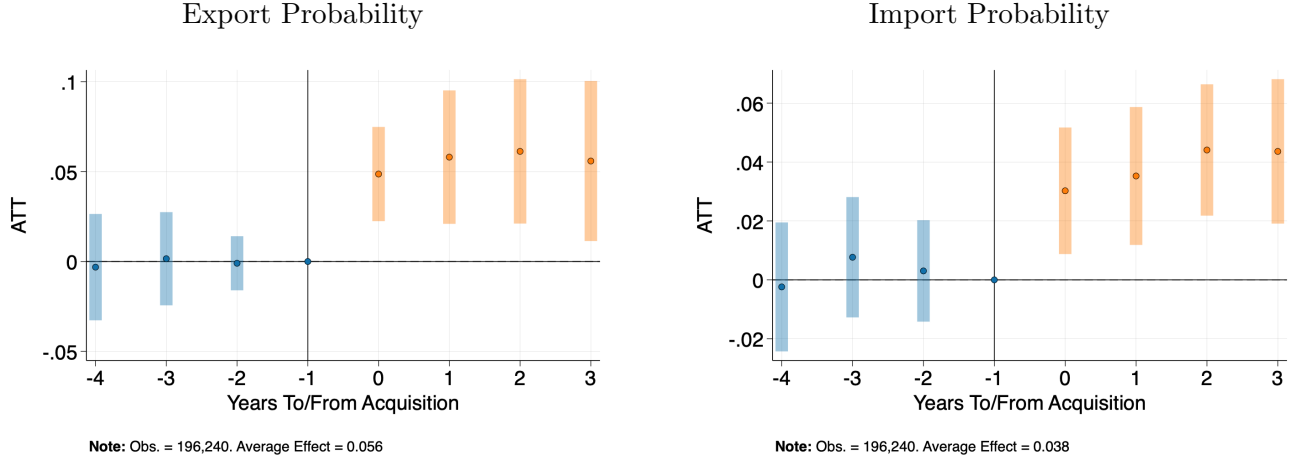 Export Probability
.1
.05
0
-.05
ATT
-4 -3 -2 -1 0 1 2 3
Years To/From Acquisition
Note: Obs. = 196,240. Average Effect = 0.056
Import Probability
.06
.04
.02
0
-.02
ATT
-4 -3 -2 -1 0 1 2 3
Years To/From Acquisition
Note: Obs. = 196,240. Average Effect = 0.038